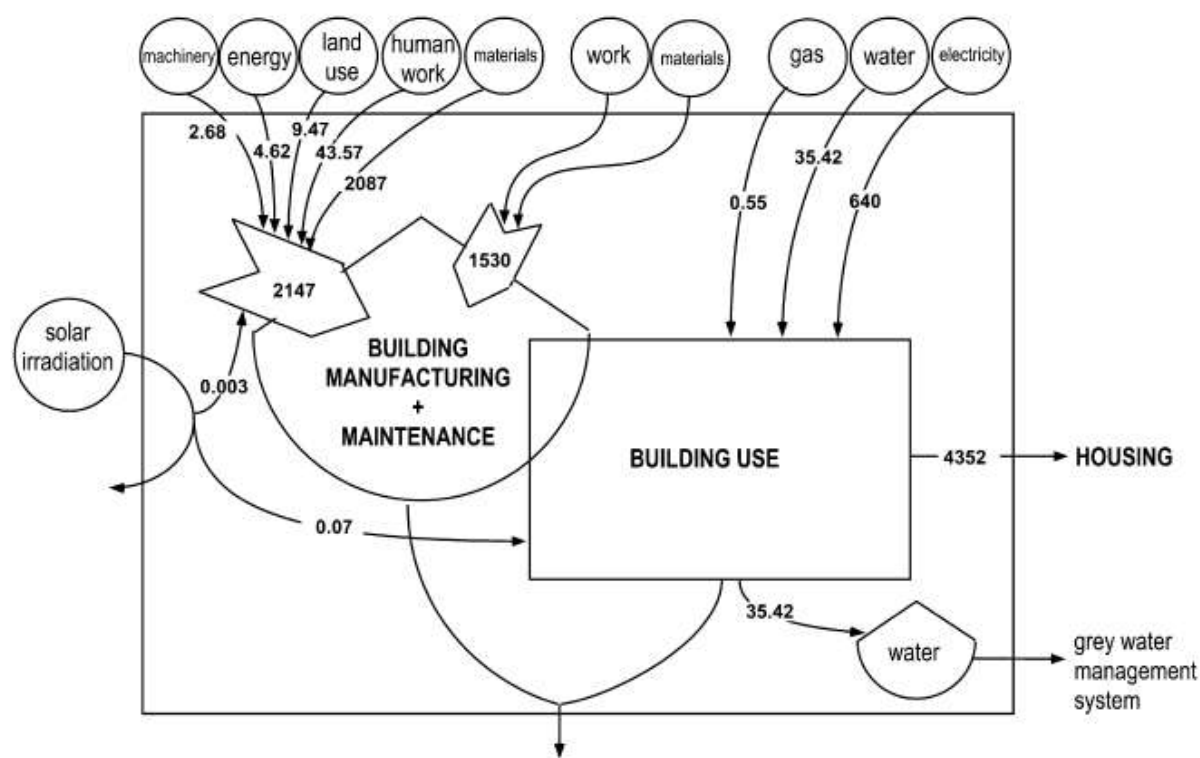 machinery
energy
land
use
human
work
materials
work
materials
gas
water
electricity
2.68
4.62
9.47
43.57
2087
0.55
35.42
640
2147
1530
solar
irradiation
0.003
BUILDING
MANUFACTURING
+
MAINTENANCE
BUILDING USE
4352
HOUSING
0.07
35.42
water
grey water
management
system